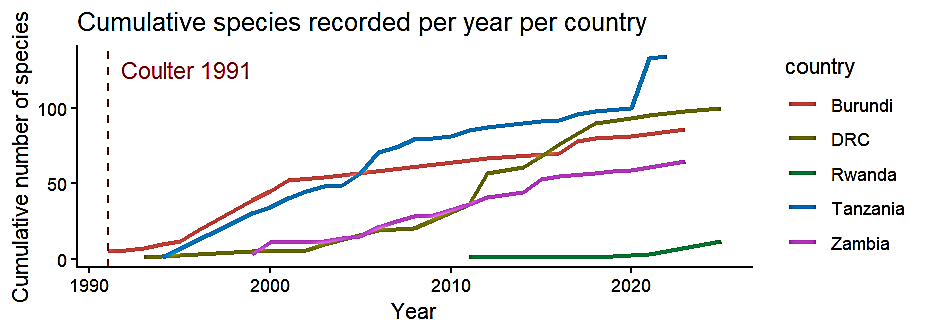 Cumulative species recorded per year per country
Cumulative number of species
100
50
0
Coulter 1991
1990
2000
2010
2020
Year
country
Burundi
DRC
Rwanda
Tanzania
Zambia